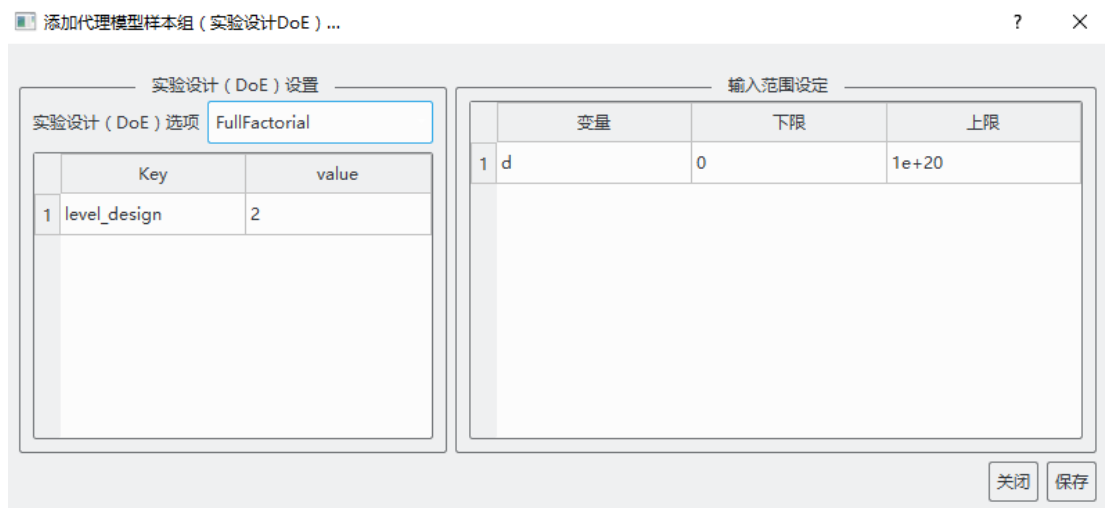 添加代理模型样本组（实验设计DoE）...
?
实验设计（DoE）设置
实验设计（DoE）选项 FullFactorial
Key value
1 level_design 2
输入范围设定
变量 下限 上限
1 d 0 1e+20
关闭 保存